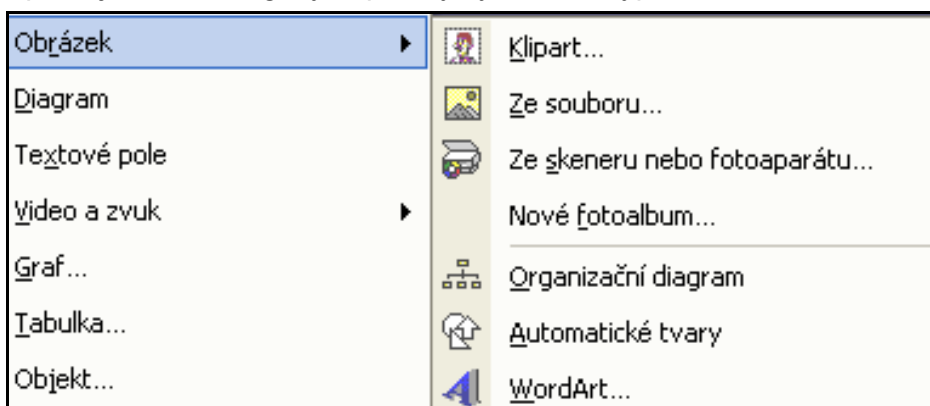 Obrázek
Diagram
Textové pole
Video a zvuk
Graf...
Tabulka...
Objekt...
Klipart...
Ze souboru...
Ze skeneru nebo fotoaparátu...
Nové fotoalbum...
Organizační diagram
Automatické tvary
WordArt...